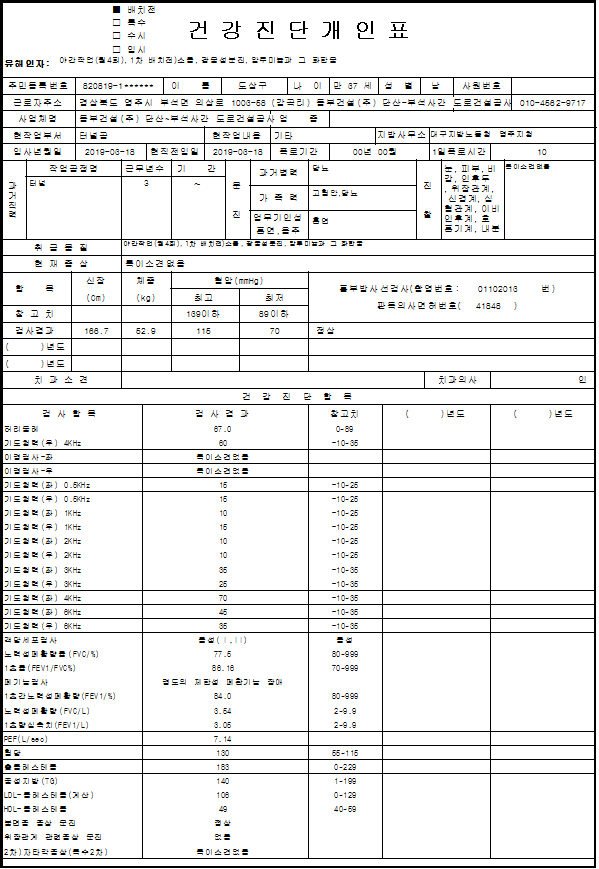 ■ 배치전
□ 특수
□ 수시
□ 임시
건 강 진 단 개 인 표
유해인자: 야간작업(월4회), 1차 배치전)소음, 광물성분진, 알루미늄과 그 화합물
주민등록번호 820819-1****** 이 름 나 이 만 37 세 성 별 남 사원번호
근로자주소 경상북도 영주시 부석면 의상로 1003-58 (감곡리) 동부건설(주) 단산-부석사간 도로건설공사 010-4562-9717
사업체명 동부건설(주) 단산-부석사간 도로건설공사 업 종
현작업부서 터널공 현작업내용 기타 지방사무소 대구지방노동청 영주지청
입사년월일 2019-03-18 현직전입일 2019-03-18 폭로기간 00년 00월 1일폭로시간 10
과거직력 작업공정명 근무년수 기 간 문진 과거병력 당뇨 진찰 눈, 피부, 비강, 인후두, 위장관계, 신경계, 심혈관계, 이비인후계, 호흡기계, 내분 특이소견없음
터널 3 ~
가 족 력 고혈압,당뇨
업무기인성 흡연,음주 흡연
취 급 물 질 야간작업(월4회), 1차 배치전)소음, 광물성분진, 알루미늄과 그 화합물
현 재 증 상 특이소견없음
항 목 신장 (Cm) 체중 (kg) 혈압(mmHg) 흉부방사선검사(촬영번호: 01102013 번)
최고 최저 판독의사면허번호( 41848 )
참 고 치 139이하 89이하
검사결과 166.7 52.9 115 70 정상
( )년도
( )년도
치 과 소 견 치과의사 인
건 강 진 단 항 목
검 사 항 목 검 사 결 과 참고치 ( )년도 ( )년도
허리둘레 67.0 0-89
기도청력(우) 4KHz 60 -10-35
이경검사-좌 특이소견없음
이경검사-우 특이소견없음
기도청력(좌) 0.5KHz 15 -10-25
기도청력(우) 0.5KHz 15 -10-25
기도청력(좌) 1KHz 10 -10-25
기도청력(우) 1KHz 15 -10-25
기도청력(좌) 2KHz 10 -10-25
기도청력(우) 2KHz 10 -10-25
기도청력(좌) 3KHz 35 -10-35
기도청력(우) 3KHz 25 -10-35
기도청력(좌) 4KHz 70 -10-35
기도청력(좌) 6KHz 45 -10-35
기도청력(우) 6KHz 35 -10-35
객담세포검사 음성(I,II) 음성
노력성폐활량률(FVC/%) 77.5 80-999
1초율(FEV1/FVC%) 86.16 70-999
폐기능검사 경도의 제한성 폐환기능 장애
1초간노력성폐활량(FEV1/%) 84.0 80-999
노력성폐활량(FVC/L) 3.54 2-9.9
1초량실측치(FEV1/L) 3.05 2-9.9
PEF(L/sec) 7.14
혈당 130 55-115
총콜레스테롤 183 0-229
중성지방(TG) 140 1-199
LDL-콜레스테롤(계산) 106 0-129
HDL-콜레스테롤 49 40-59
불면증 증상 문진 정상
위장관계 관련증상 문진 없음
2차)자타각증상(특수2차) 특이소견없음